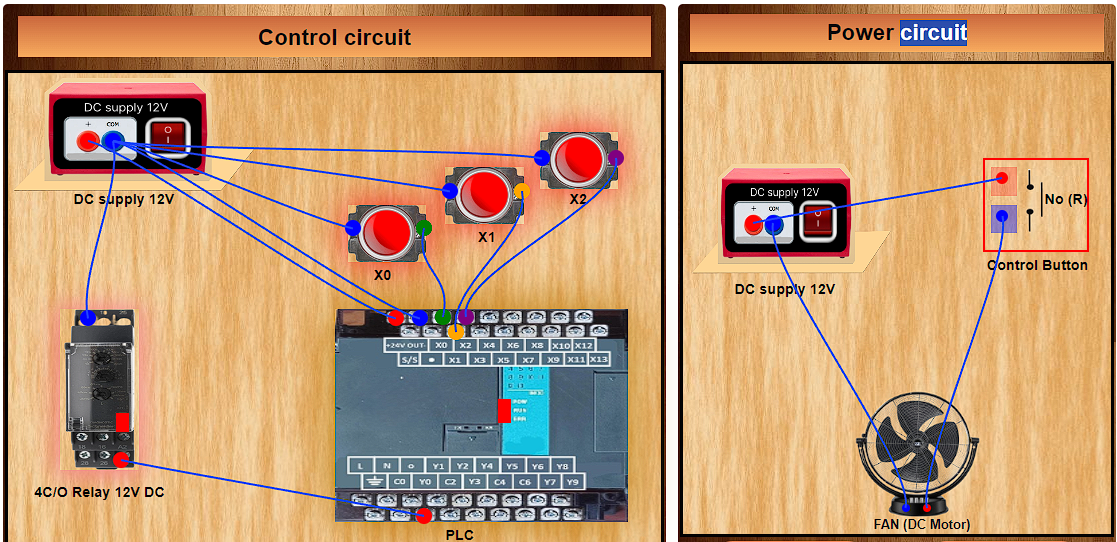 Control circuit
DC supply 12V
+ COM
O
I
DC supply 12V
X2
X1
X0
+24V OUT- X0 X2 X4 X6 X8 X10 X12
S/S • X1 X3 X5 X7 X9 X11 X13
POW
RUN
ERR
L N o Y1 Y2 Y4 Y5 Y6 Y8
C0 Y0 C2 Y3 C4 C6 Y7 Y9
4C/O Relay 12V DC
PLC
Power circuit
DC supply 12V
+ COM
O
I
DC supply 12V
No (R)
Control Button
FAN (DC Motor)